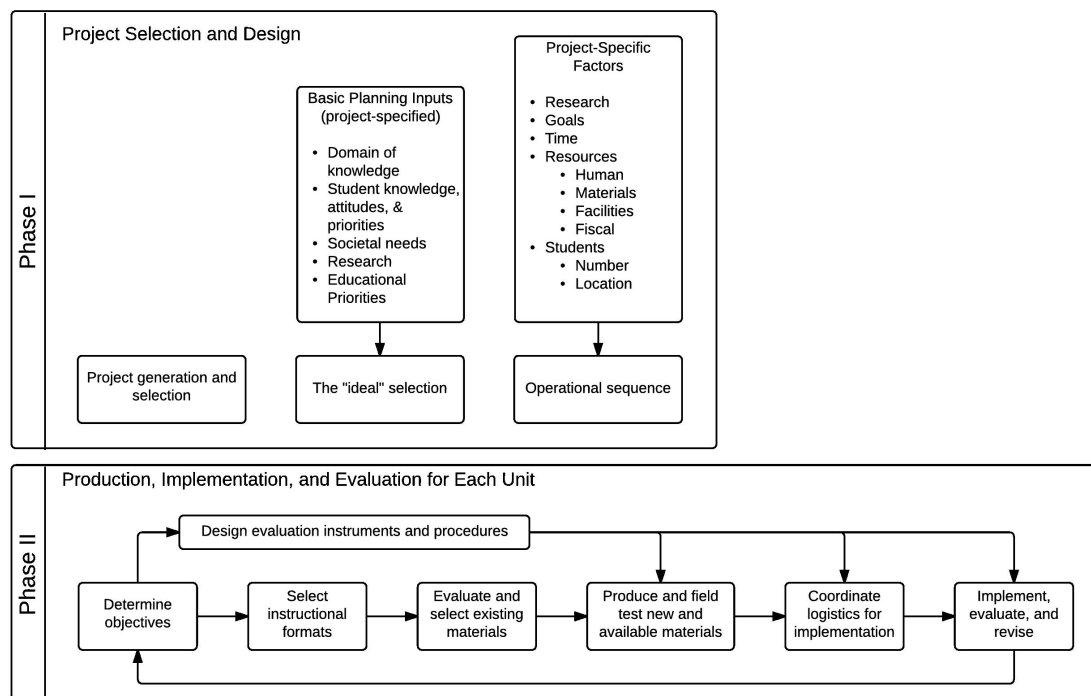 Phase I
Project Selection and Design
Project generation and
selection
Basic Planning Inputs
(project-specified)
• Domain of
knowledge
• Student knowledge,
attitudes, &
priorities
• Societal needs
• Research
• Educational
Priorities
The "ideal" selection
Project-Specific
Factors
• Research
• Goals
• Time
• Resources
• Human
• Materials
• Facilities
• Fiscal
• Students
• Number
• Location
Operational sequence
Phase II
Production, Implementation, and Evaluation for Each Unit
Design evaluation instruments and procedures
Determine
objectives
Select
instructional
formats
Evaluate and
select existing
materials
Produce and field
test new and
available materials
Coordinate
logistics for
implementation
Implement,
evaluate, and
revise